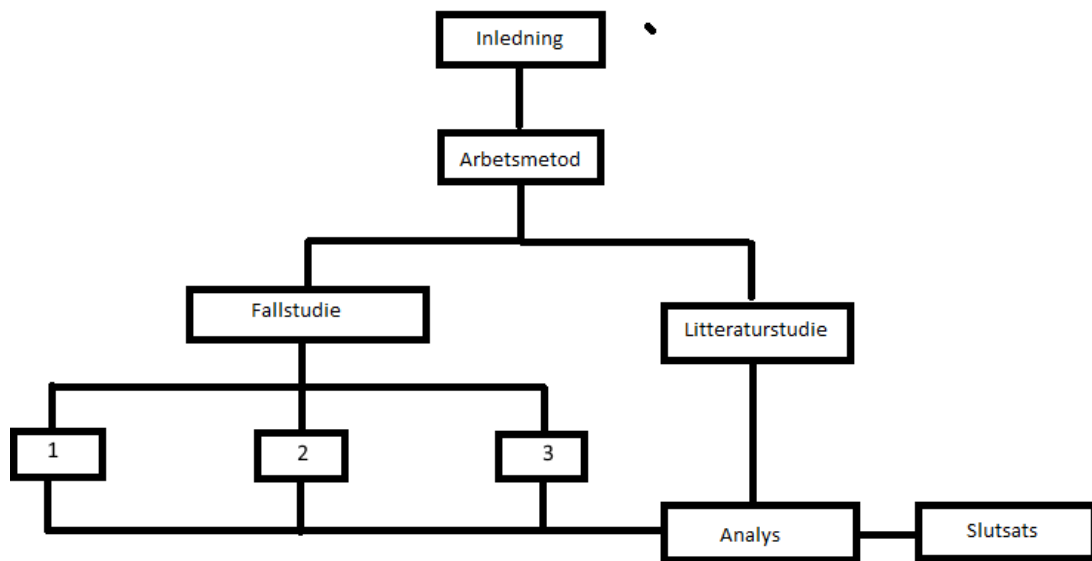 Inledning
Arbetsmetod
Fallstudie
Litteraturstudie
1
2
3
Analys
Slutsats